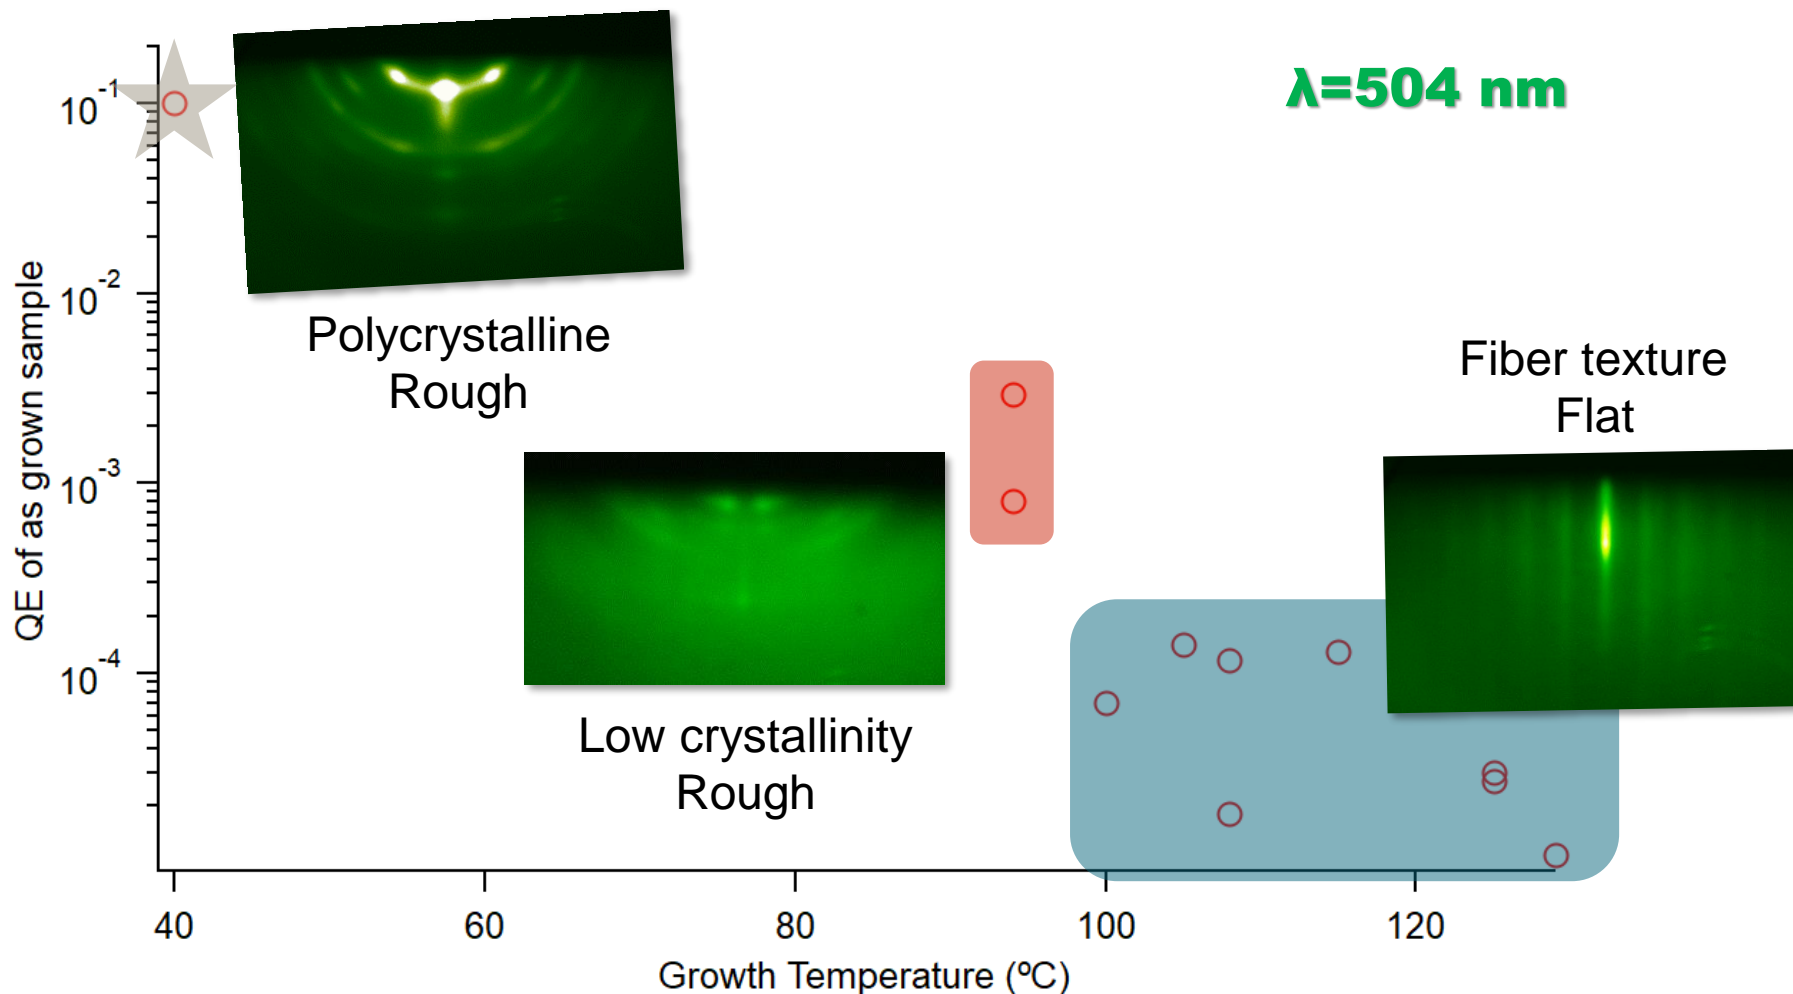 λ=504 nm
10⁻¹
10⁻²
10⁻³
10⁻⁴
QE of as grown sample
Polycrystalline
Rough
Low crystallinity
Rough
Fiber texture
Flat
40 60 80 100 120
Growth Temperature (ºC)